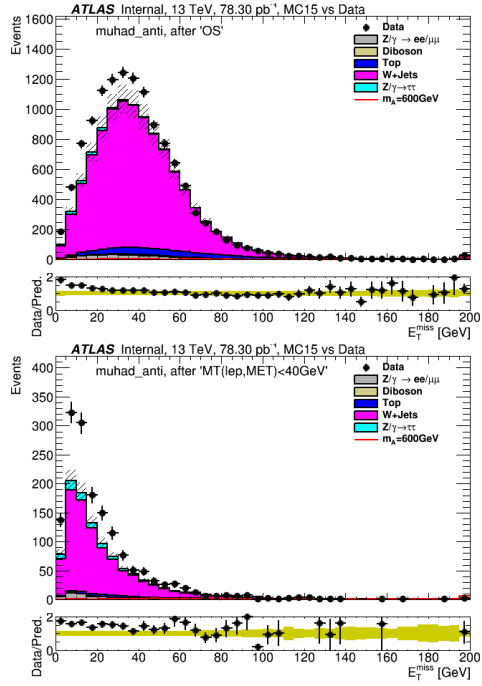 ATLAS Internal, 13 TeV, 78.30 pb⁻¹, MC15 vs Data
Events
1600
1400
1200
1000
800
600
400
200
0
muhad_anti, after 'OS'
Data
Z/γ → ee/μμ
Diboson
Top
W+Jets
Z/γ→ττ
m_A=600GeV
Data/Pred.
2
1
0
0 20 40 60 80 100 120 140 160 180 200
E_T^miss [GeV]
ATLAS Internal, 13 TeV, 78.30 pb⁻¹, MC15 vs Data
Events
400
350
300
250
200
150
100
50
0
muhad_anti, after 'MT(lep,MET)<40GeV'
Data
Z/γ → ee/μμ
Diboson
Top
W+Jets
Z/γ→ττ
m_A=600GeV
Data/Pred.
2
1
0
0 20 40 60 80 100 120 140 160 180 200
E_T^miss [GeV]